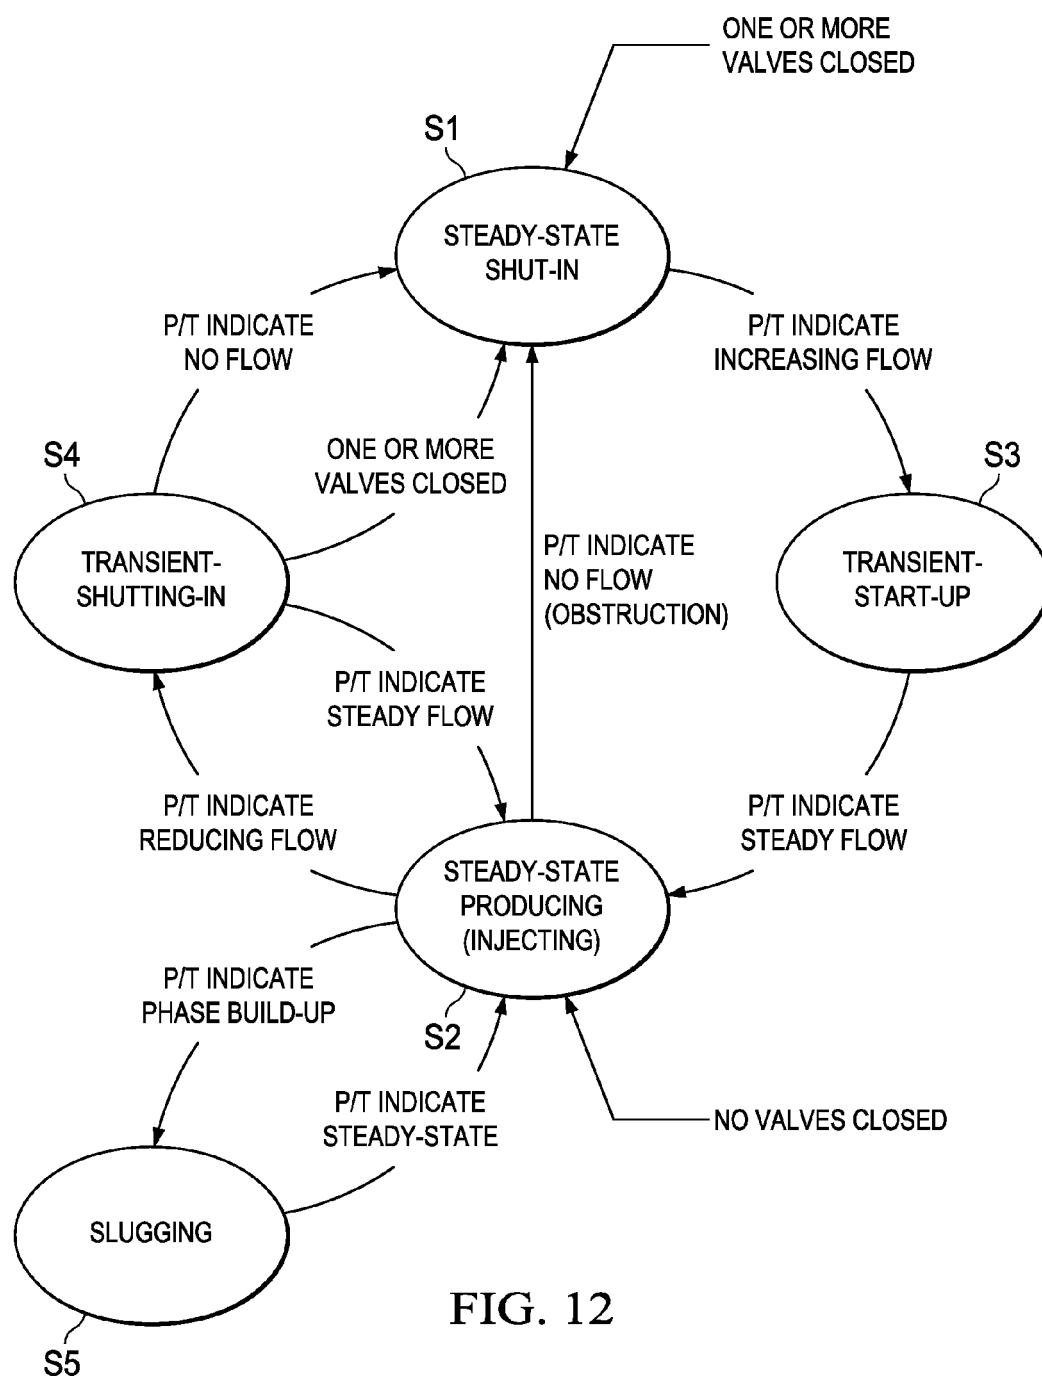 ONE OR MORE
VALVES CLOSED
S1
STEADY-STATE
SHUT-IN
P/T INDICATE
NO FLOW
P/T INDICATE
INCREASING FLOW
ONE OR MORE
VALVES CLOSED
S4
S3
TRANSIENT-
SHUTTING-IN
P/T INDICATE
NO FLOW
(OBSTRUCTION)
TRANSIENT-
START-UP
P/T INDICATE
STEADY FLOW
P/T INDICATE
REDUCING FLOW
P/T INDICATE
STEADY FLOW
STEADY-STATE
PRODUCING
(INJECTING)
P/T INDICATE
PHASE BUILD-UP
S2
P/T INDICATE
STEADY-STATE
NO VALVES CLOSED
SLUGGING
S5
FIG. 12